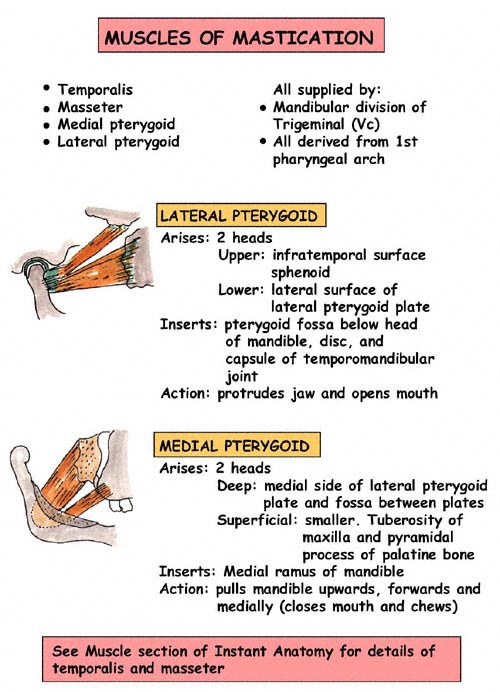 MUSCLES OF MASTICATION
• Temporalis
• Masseter
• Medial pterygoid
• Lateral pterygoid
All supplied by:
• Mandibular division of
Trigeminal (Vc)
• All derived from 1st
pharyngeal arch
LATERAL PTERYGOID
Arises: 2 heads
Upper: infratemporal surface
sphenoid
Lower: lateral surface of
lateral pterygoid plate
Inserts: pterygoid fossa below head
of mandible, disc, and
capsule of temporomandibular
joint
Action: protrudes jaw and opens mouth
MEDIAL PTERYGOID
Arises: 2 heads
Deep: medial side of lateral pterygoid
plate and fossa between plates
Superficial: smaller. Tuberosity of
maxilla and pyramidal
process of palatine bone
Inserts: Medial ramus of mandible
Action: pulls mandible upwards, forwards and
medially (closes mouth and chews)
See Muscle section of Instant Anatomy for details of
temporalis and masseter